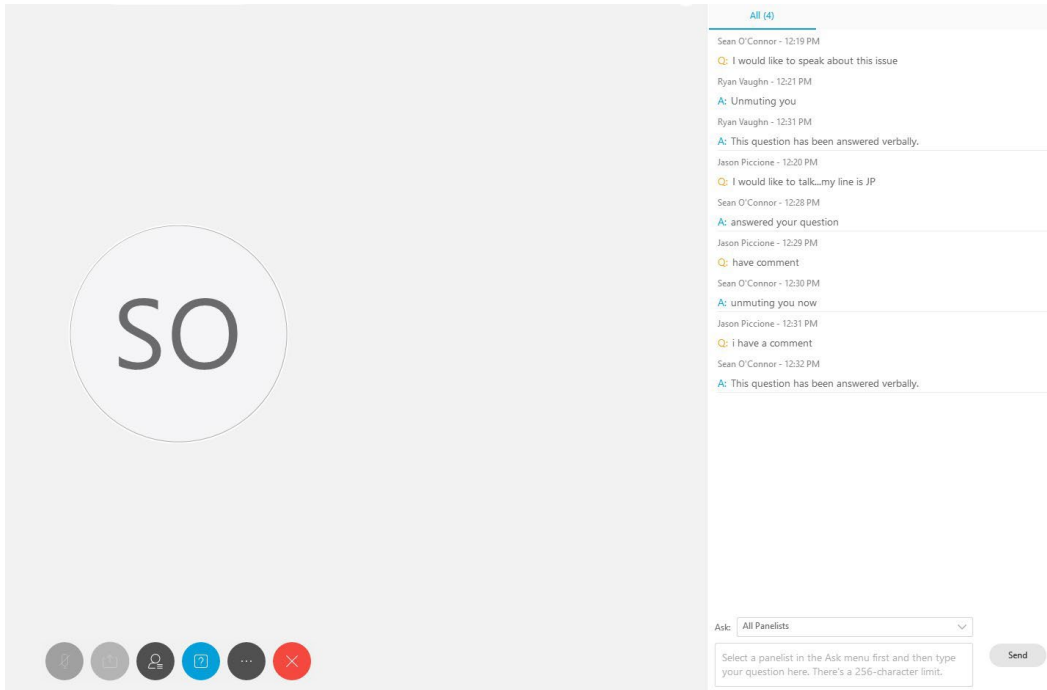 All (4)
Sean O'Connor - 12:19 PM
Q: I would like to speak about this issue
Ryan Vaughn - 12:21 PM
A: Unmuting you
Ryan Vaughn - 12:31 PM
A: This question has been answered verbally.
Jason Piccione - 12:20 PM
Q: I would like to talk...my line is JP
Sean O'Connor - 12:28 PM
A: answered your question
Jason Piccione - 12:29 PM
Q: have comment
Sean O'Connor - 12:30 PM
A: unmuting you now
Jason Piccione - 12:31 PM
Q: i have a comment
Sean O'Connor - 12:32 PM
A: This question has been answered verbally.
SO
Ask: All Panelists
Select a panelist in the Ask menu first and then type
your question here. There's a 256-character limit.
Send